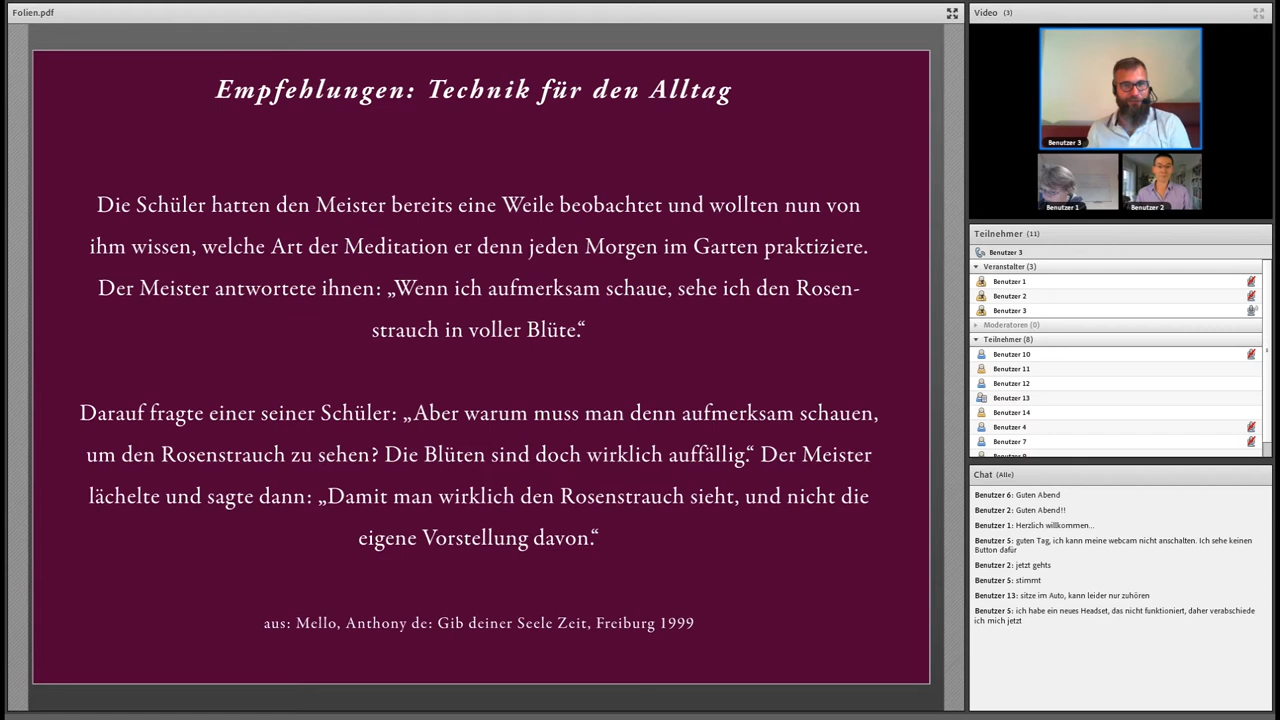 Folien.pdf
Empfehlungen: Technik für den Alltag
Die Schüler hatten den Meister bereits eine Weile beobachtet und wollten nun von
ihm wissen, welche Art der Meditation er denn jeden Morgen im Garten praktiziere.
Der Meister antwortete ihnen: „Wenn ich aufmerksam schaue, sehe ich den Rosen-
strauch in voller Blüte.“
Darauf fragte einer seiner Schüler: „Aber warum muss man denn aufmerksam schauen,
um den Rosenstrauch zu sehen? Die Blüten sind doch wirklich auffällig.“ Der Meister
lächelte und sagte dann: „Damit man wirklich den Rosenstrauch sieht, und nicht die
eigene Vorstellung davon.“
aus: Mello, Anthony de: Gib deiner Seele Zeit, Freiburg 1999
Video (3)
Benutzer 3
Benutzer 1
Benutzer 2
Teilnehmer (11)
Benutzer 3
Veranstalter (3)
Benutzer 1
Benutzer 2
Benutzer 3
Moderatoren (0)
Teilnehmer (8)
Benutzer 10
Benutzer 11
Benutzer 12
Benutzer 13
Benutzer 14
Benutzer 4
Benutzer 7
Chat (Alle)
Benutzer 6: Guten Abend
Benutzer 2: Guten Abend!!
Benutzer 1: Herzlich willkommen...
Benutzer 5: guten Tag, ich kann meine webcam nicht anschalten. Ich sehe keinen
Button dafür
Benutzer 2: jetzt gehts
Benutzer 5: stimmt
Benutzer 13: sitze im Auto, kann leider nur zuhören
Benutzer 5: ich habe ein neues Headset, das nicht funktioniert, daher verabschiede
ich mich jetzt